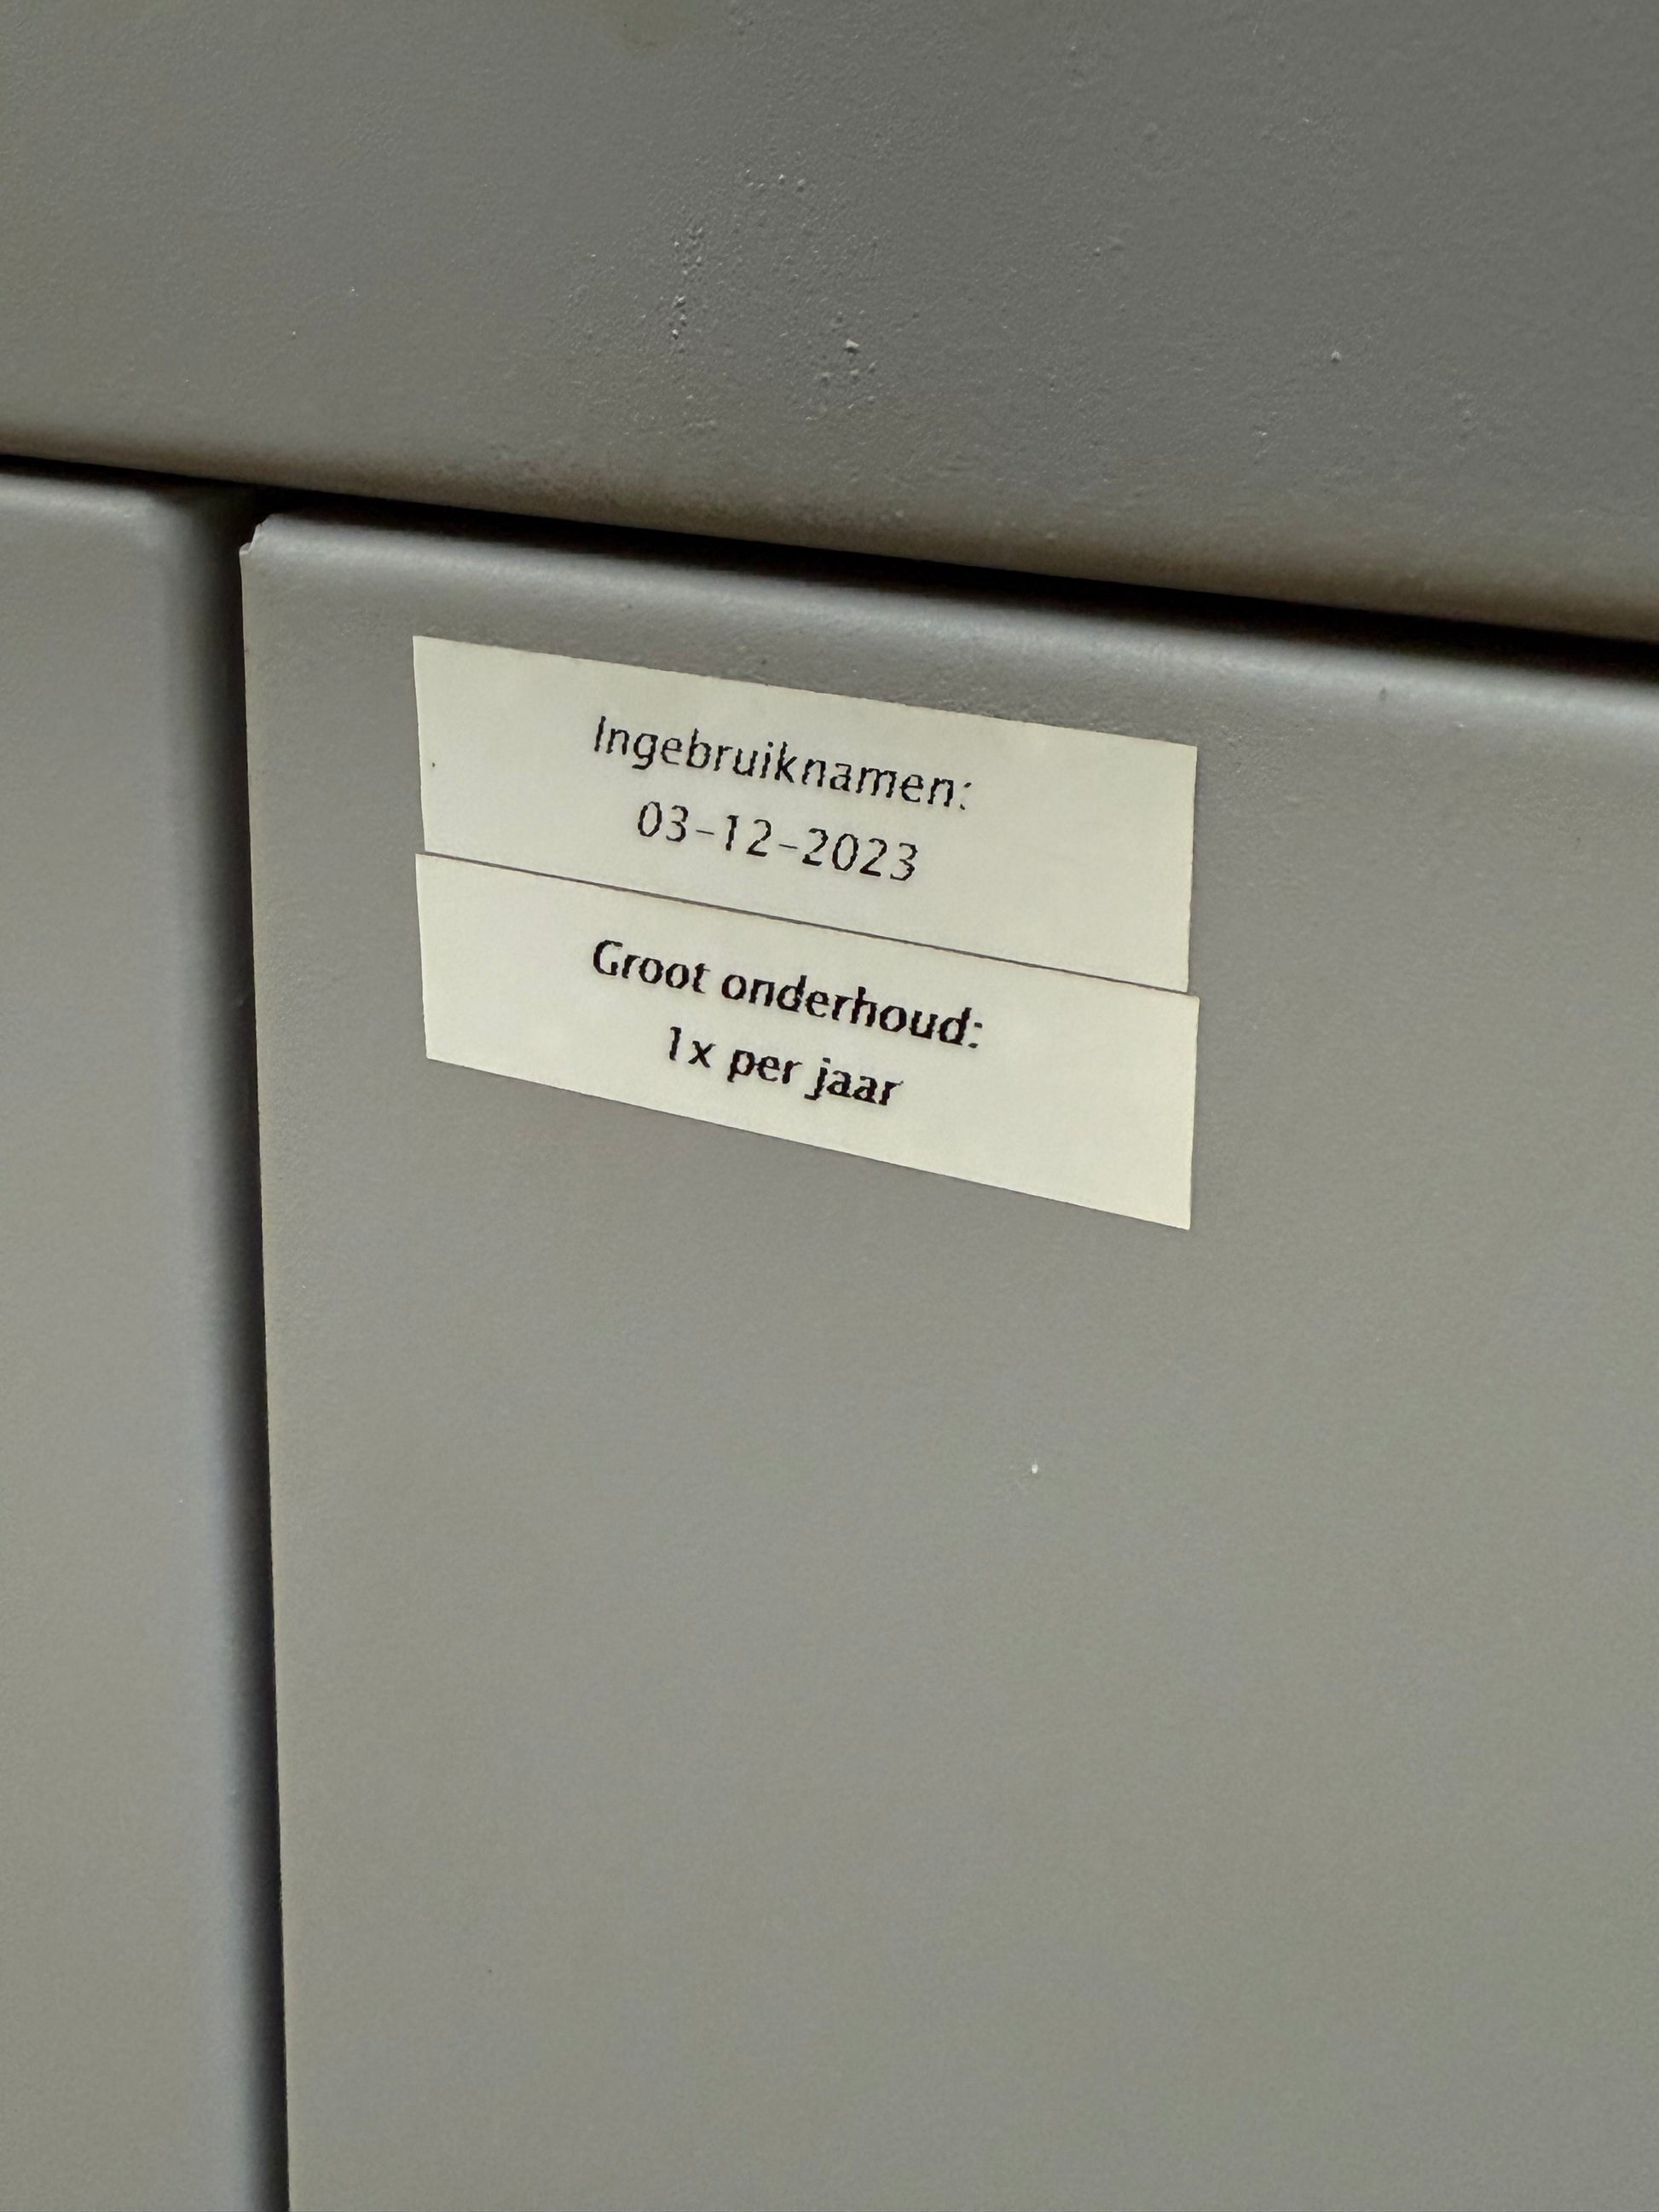 Ingebruiknamen:
03-12-2023
Groot onderhoud:
1x per jaar